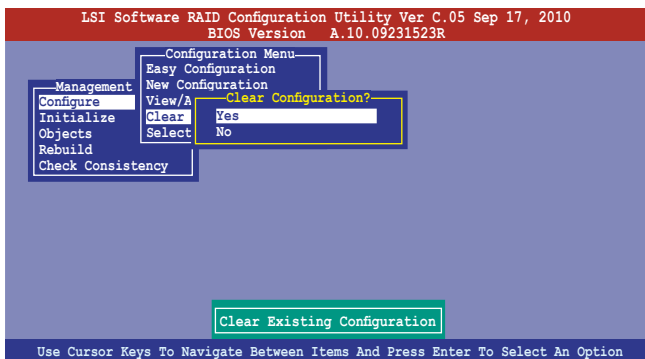 LSI Software RAID Configuration Utility Ver C.05 Sep 17, 2010
BIOS Version A.10.09231523R
Configuration Menu
Easy Configuration
New Configuration
View/A
Clear
Select
Management
Configure
Initialize
Objects
Rebuild
Check Consistency
Clear Configuration?
Yes
No
Clear Existing Configuration
Use Cursor Keys To Navigate Between Items And Press Enter To Select An Option